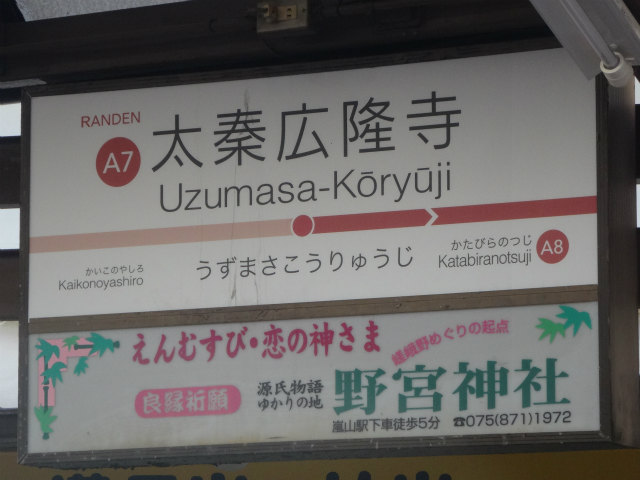 RANDEN
A7
太秦広隆寺
Uzumasa-Kōryūji
かいこのやしろ
Kaikonoyashiro
うずまさこうりゅうじ
かたびらのつじ
Katabiranotsuji
A8
えんむすび・恋の神さま
嵯峨野めぐりの起点
良縁祈願
源氏物語
ゆかりの地
野宮神社
嵐山駅下車徒歩5分 ☎075(871)1972